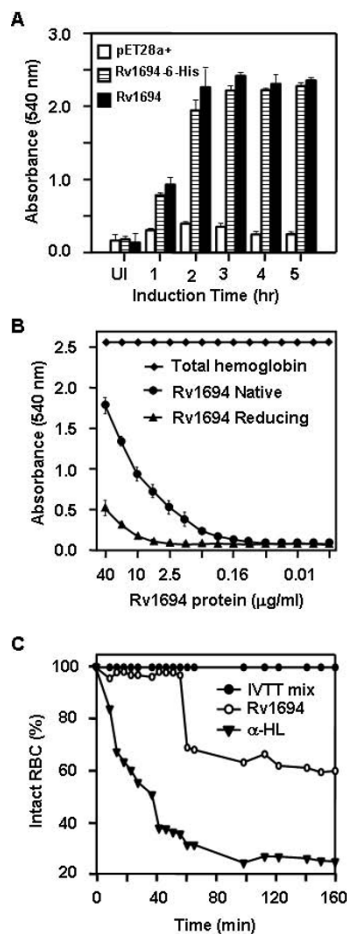 A
Absorbance (540 nm)
3.0
2.0
1.0
0.0
pET28a+
Rv1694-6-His
Rv1694
UI 1 2 3 4 5
Induction Time (hr)
B
Absorbance (540 nm)
2.5
2.0
1.5
1.0
0.5
0.0
Total hemoglobin
Rv1694 Native
Rv1694 Reducing
40 10 2.5 0.16 0.01
Rv1694 protein (μg/ml)
C
Intact RBC (%)
100
80
60
40
20
IVTT mix
Rv1694
α-HL
0 40 80 120 160
Time (min)